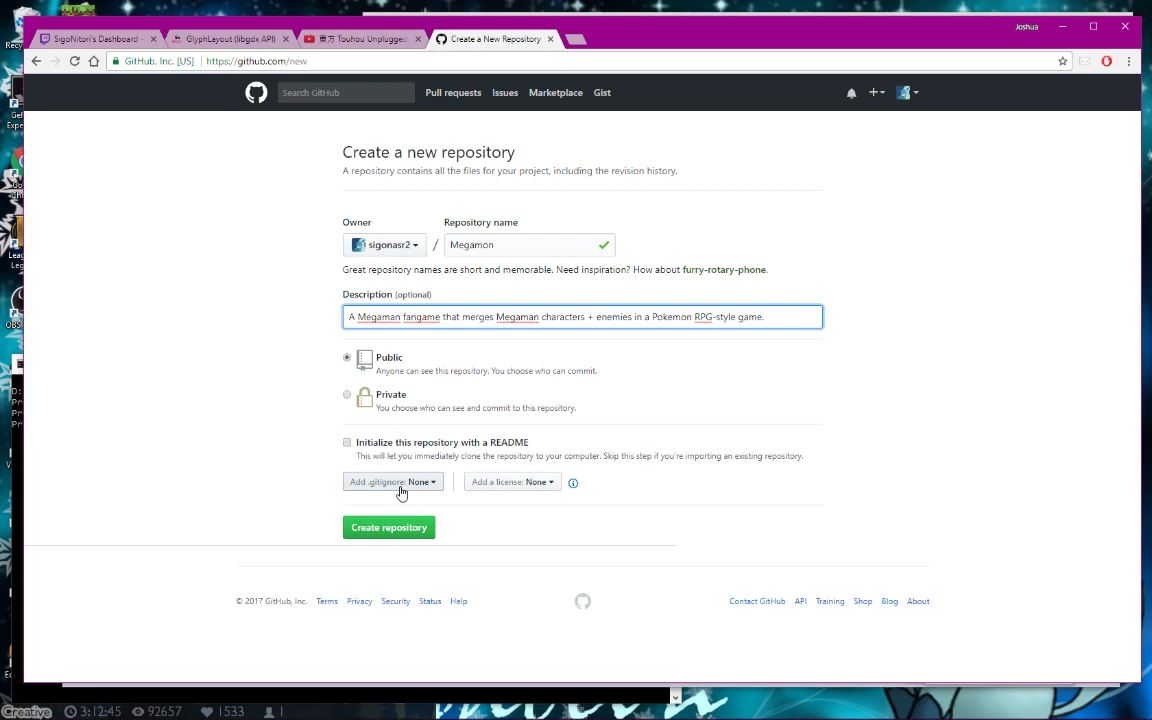 Joshua
SigoNitori's Dashboard -
GlyphLayout (libgdx API)
東方 Touhou Unplugged
Create a New Repository
GitHub, Inc. [US] | https://github.com/new
Search GitHub
Pull requests Issues Marketplace Gist
Create a new repository
A repository contains all the files for your project, including the revision history.
Owner Repository name
sigonasr2 / Megamon
Great repository names are short and memorable. Need inspiration? How about furry-rotary-phone.
Description (optional)
A Megaman fangame that merges Megaman characters + enemies in a Pokemon RPG-style game.
Public
Anyone can see this repository. You choose who can commit.
Private
You choose who can see and commit to this repository.
Initialize this repository with a README
This will let you immediately clone the repository to your computer. Skip this step if you're importing an existing repository.
Add .gitignore: None Add a license: None
Create repository
© 2017 GitHub, Inc. Terms Privacy Security Status Help
Contact GitHub API Training Shop Blog About
Creative 3:12:45 92657 1533 1